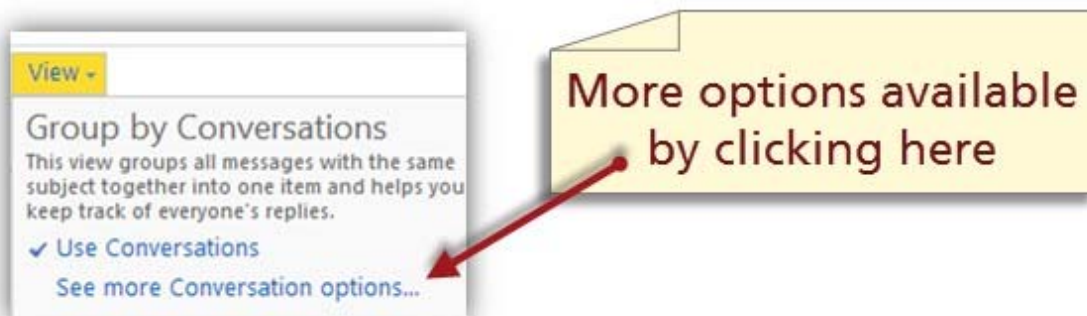 View
Group by Conversations
This view groups all messages with the same
subject together into one item and helps you
keep track of everyone's replies.
✓ Use Conversations
See more Conversation options...
More options available
by clicking here